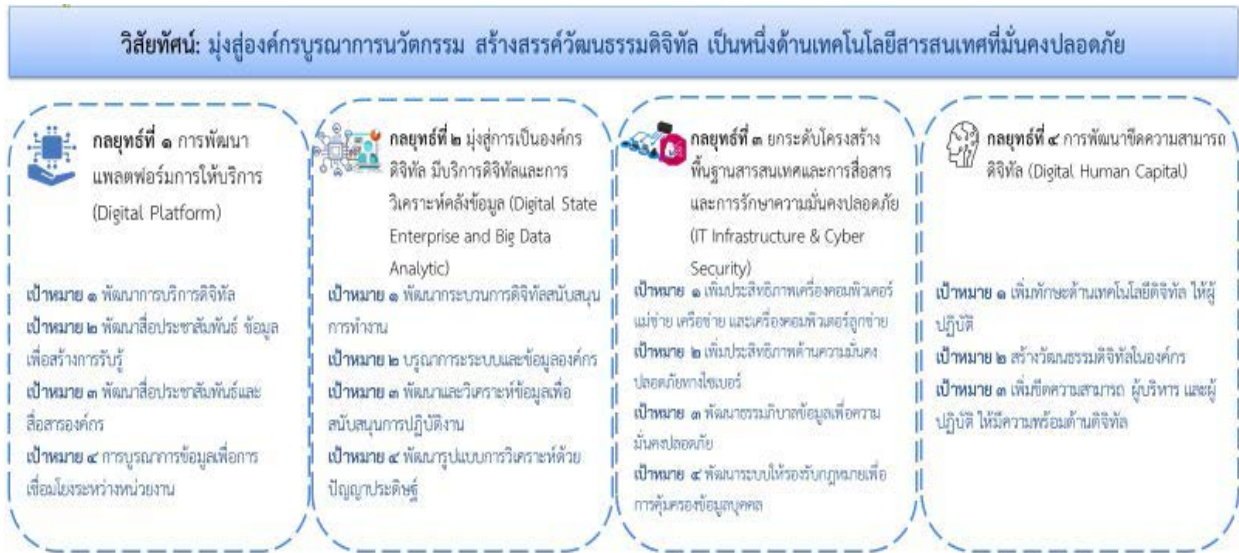 วิสัยทัศน์: มุ่งสู่องค์กรบูรณาการนวัตกรรม สร้างสรรค์วัฒนธรรมดิจิทัล เป็นหนึ่งด้านเทคโนโลยีสารสนเทศที่มั่นคงปลอดภัย
กลยุทธ์ที่ ๑ การพัฒนา
แพลตฟอร์มการให้บริการ
(Digital Platform)
เป้าหมาย ๑ พัฒนาการบริการดิจิทัล
เป้าหมาย ๒ พัฒนาสื่อประชาสัมพันธ์ ข้อมูล
เพื่อสร้างการรับรู้
เป้าหมาย ๓ พัฒนาสื่อประชาสัมพันธ์และ
สื่อสารองค์กร
เป้าหมาย ๔ การบูรณาการข้อมูลเพื่อการ
เชื่อมโยงระหว่างหน่วยงาน
กลยุทธ์ที่ ๒ มุ่งสู่การเป็นองค์กร
ดิจิทัล มีบริการดิจิทัลและการ
วิเคราะห์คลังข้อมูล (Digital State
Enterprise and Big Data
Analytic)
เป้าหมาย ๑ พัฒนากระบวนการดิจิทัลสนับสนุน
การทำงาน
เป้าหมาย ๒ บูรณาการระบบและข้อมูลองค์กร
เป้าหมาย ๓ พัฒนาและวิเคราะห์ข้อมูลเพื่อ
สนับสนุนการปฏิบัติงาน
เป้าหมาย ๔ พัฒนารูปแบบการวิเคราะห์ด้วย
ปัญญาประดิษฐ์
กลยุทธ์ที่ ๓ ยกระดับโครงสร้าง
พื้นฐานสารสนเทศและการสื่อสาร
และการรักษาความมั่นคงปลอดภัย
(IT Infrastructure & Cyber
Security)
เป้าหมาย ๑ เพิ่มประสิทธิภาพเครื่องคอมพิวเตอร์
แม่ข่าย เครือข่าย และเครื่องคอมพิวเตอร์ลูกข่าย
เป้าหมาย ๒ เพิ่มประสิทธิภาพด้านความมั่นคง
ปลอดภัยทางไซเบอร์
เป้าหมาย ๓ พัฒนาธรรมภิบาลข้อมูลเพื่อความ
มั่นคงปลอดภัย
เป้าหมาย ๔ พัฒนาระบบให้รองรับกฎหมายเพื่อ
การคุ้มครองข้อมูลบุคคล
กลยุทธ์ที่ ๔ การพัฒนาขีดความสามารถ
ดิจิทัล (Digital Human Capital)
เป้าหมาย ๑ เพิ่มทักษะด้านเทคโนโลยีดิจิทัล ให้ผู้
ปฏิบัติ
เป้าหมาย ๒ สร้างวัฒนธรรมดิจิทัลในองค์กร
เป้าหมาย ๓ เพิ่มขีดความสามารถ ผู้บริหาร และผู้
ปฏิบัติ ให้มีความพร้อมด้านดิจิทัล